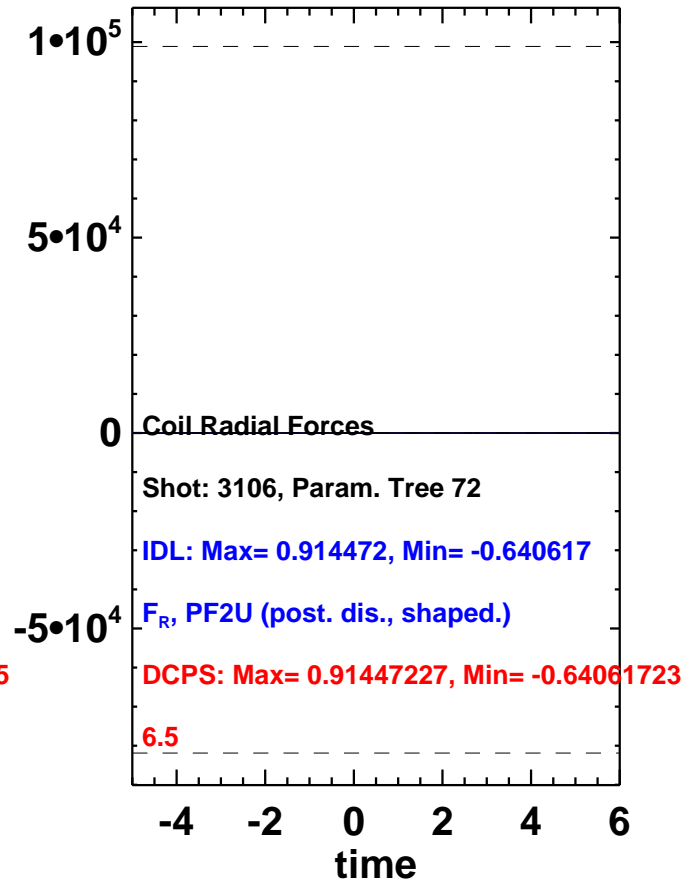 1•10⁵
5•10⁴
0
Coil Radial Forces
Shot: 3106, Param. Tree 72
IDL: Max= 0.914472, Min= -0.640617
F_R, PF2U (post. dis., shaped.)
-5•10⁴
5
DCPS: Max= 0.91447227, Min= -0.64061723
6.5
-4 -2 0 2 4 6
time